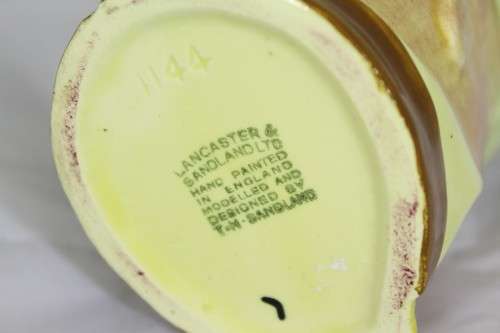 1144
LANCASTER &
SANDLAND LTD
HAND PAINTED
IN ENGLAND
MODELLED AND
DESIGNED BY
T·H·SANDLAND